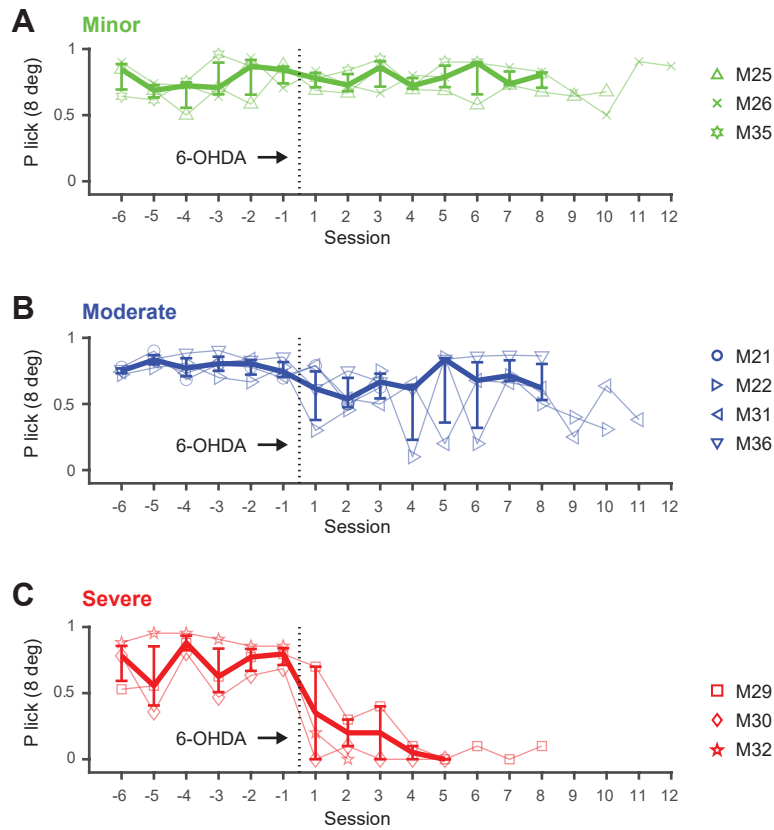 A
Minor
P lick (8 deg)
1
0.5
0
6-OHDA
-6 -5 -4 -3 -2 -1 1 2 3 4 5 6 7 8 9 10 11 12
Session
M25
M26
M35
B
Moderate
P lick (8 deg)
1
0.5
0
6-OHDA
-6 -5 -4 -3 -2 -1 1 2 3 4 5 6 7 8 9 10 11 12
Session
M21
M22
M31
M36
C
Severe
P lick (8 deg)
1
0.5
0
6-OHDA
-6 -5 -4 -3 -2 -1 1 2 3 4 5 6 7 8 9 10 11 12
Session
M29
M30
M32